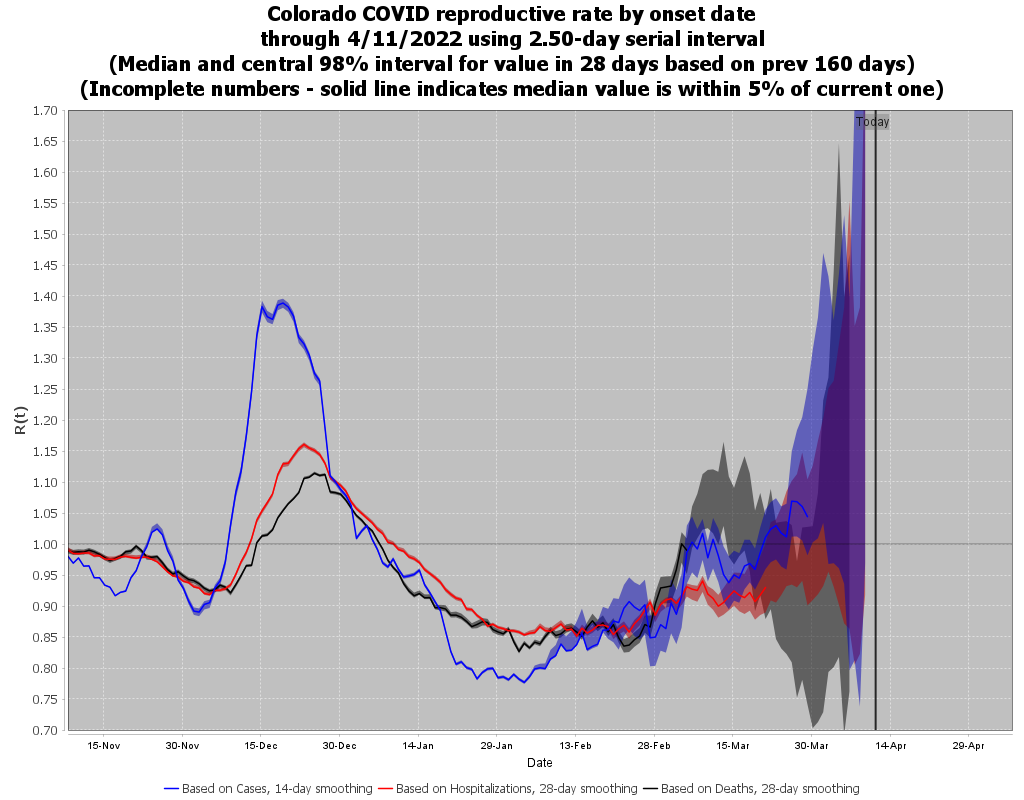 Colorado COVID reproductive rate by onset date
through 4/11/2022 using 2.50-day serial interval
(Median and central 98% interval for value in 28 days based on prev 160 days)
(Incomplete numbers - solid line indicates median value is within 5% of current one)
1.70
Today
1.65
1.60
1.55
1.50
1.45
1.40
1.35
1.30
1.25
R(t)
1.20
1.15
1.10
1.05
1.00
0.95
0.90
0.85
0.80
0.75
0.70
15-Nov 30-Nov 15-Dec 30-Dec 14-Jan 29-Jan 13-Feb 28-Feb 15-Mar 30-Mar 14-Apr 29-Apr
Date
Based on Cases, 14-day smoothing Based on Hospitalizations, 28-day smoothing Based on Deaths, 28-day smoothing